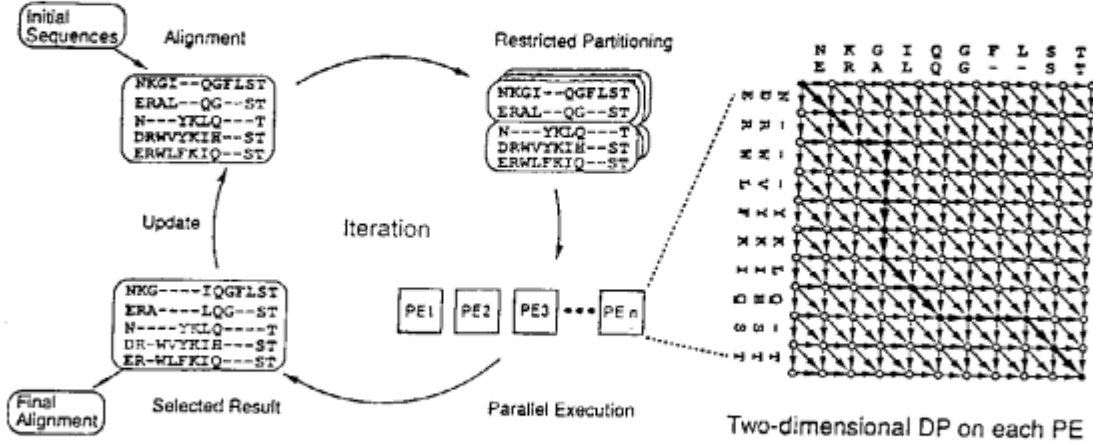 Initial
Sequences
Alignment
NKGI--QGFLST
ERAL--QG--ST
N---YKLQ---T
DRWVYKIH--ST
ERWLFKIQ--ST
Restricted Partitioning
NKGI--QGFLST
ERAL--QG--ST
N---YKLQ---T
DRWVYKIH--ST
ERWLFKIQ--ST
Update
Iteration
NKG----IQGFLST
ERA----LQG--ST
N----YKLQ----T
DR-WVYKIH---ST
ER-WLFKIQ---ST
Final
Alignment
Selected Result
PE1 PE2 PE3 ••• PE n
Parallel Execution
N K G I Q G F L S T
E R A L Q G - - S T
N - - - Y K L Q - T
D R W V Y K I H S T
E R W L F K I Q S T
Two-dimensional DP on each PE